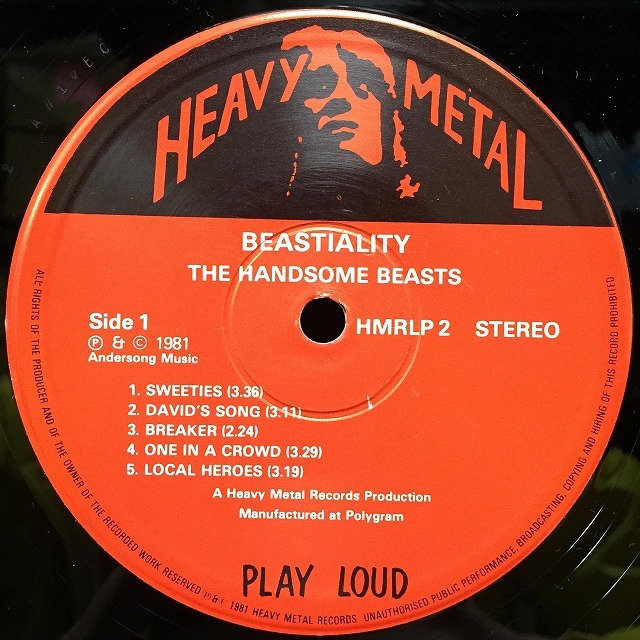 HEAVY METAL
BEASTIALITY
THE HANDSOME BEASTS
Side 1
HMRLP 2 STEREO
Ⓟ & © 1981
Andersong Music
1. SWEETIES (3.36)
2. DAVID'S SONG (3.11)
3. BREAKER (2.24)
4. ONE IN A CROWD (3.29)
5. LOCAL HEROES (3.19)
A Heavy Metal Records Production
Manufactured at Polygram
PLAY LOUD
ALL RIGHTS OF THE PRODUCER AND OF THE OWNER OF THE RECORDED WORK RESERVED Ⓟ & © 1981 HEAVY METAL RECORDS. UNAUTHORISED PUBLIC PERFORMANCE, BROADCASTING, COPYING AND HIRING OF THIS RECORD PROHIBITED